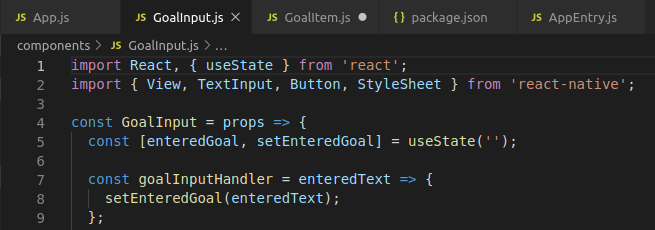 JS App.js JS GoalInput.js × JS GoalItem.js ● {} package.json JS AppEntry.js
components > JS GoalInput.js > ...
1 import React, { useState } from 'react';
2 import { View, TextInput, Button, StyleSheet } from 'react-native';
3
4 const GoalInput = props => {
5 const [enteredGoal, setEnteredGoal] = useState('');
6
7 const goalInputHandler = enteredText => {
8 setEnteredGoal(enteredText);
9 };